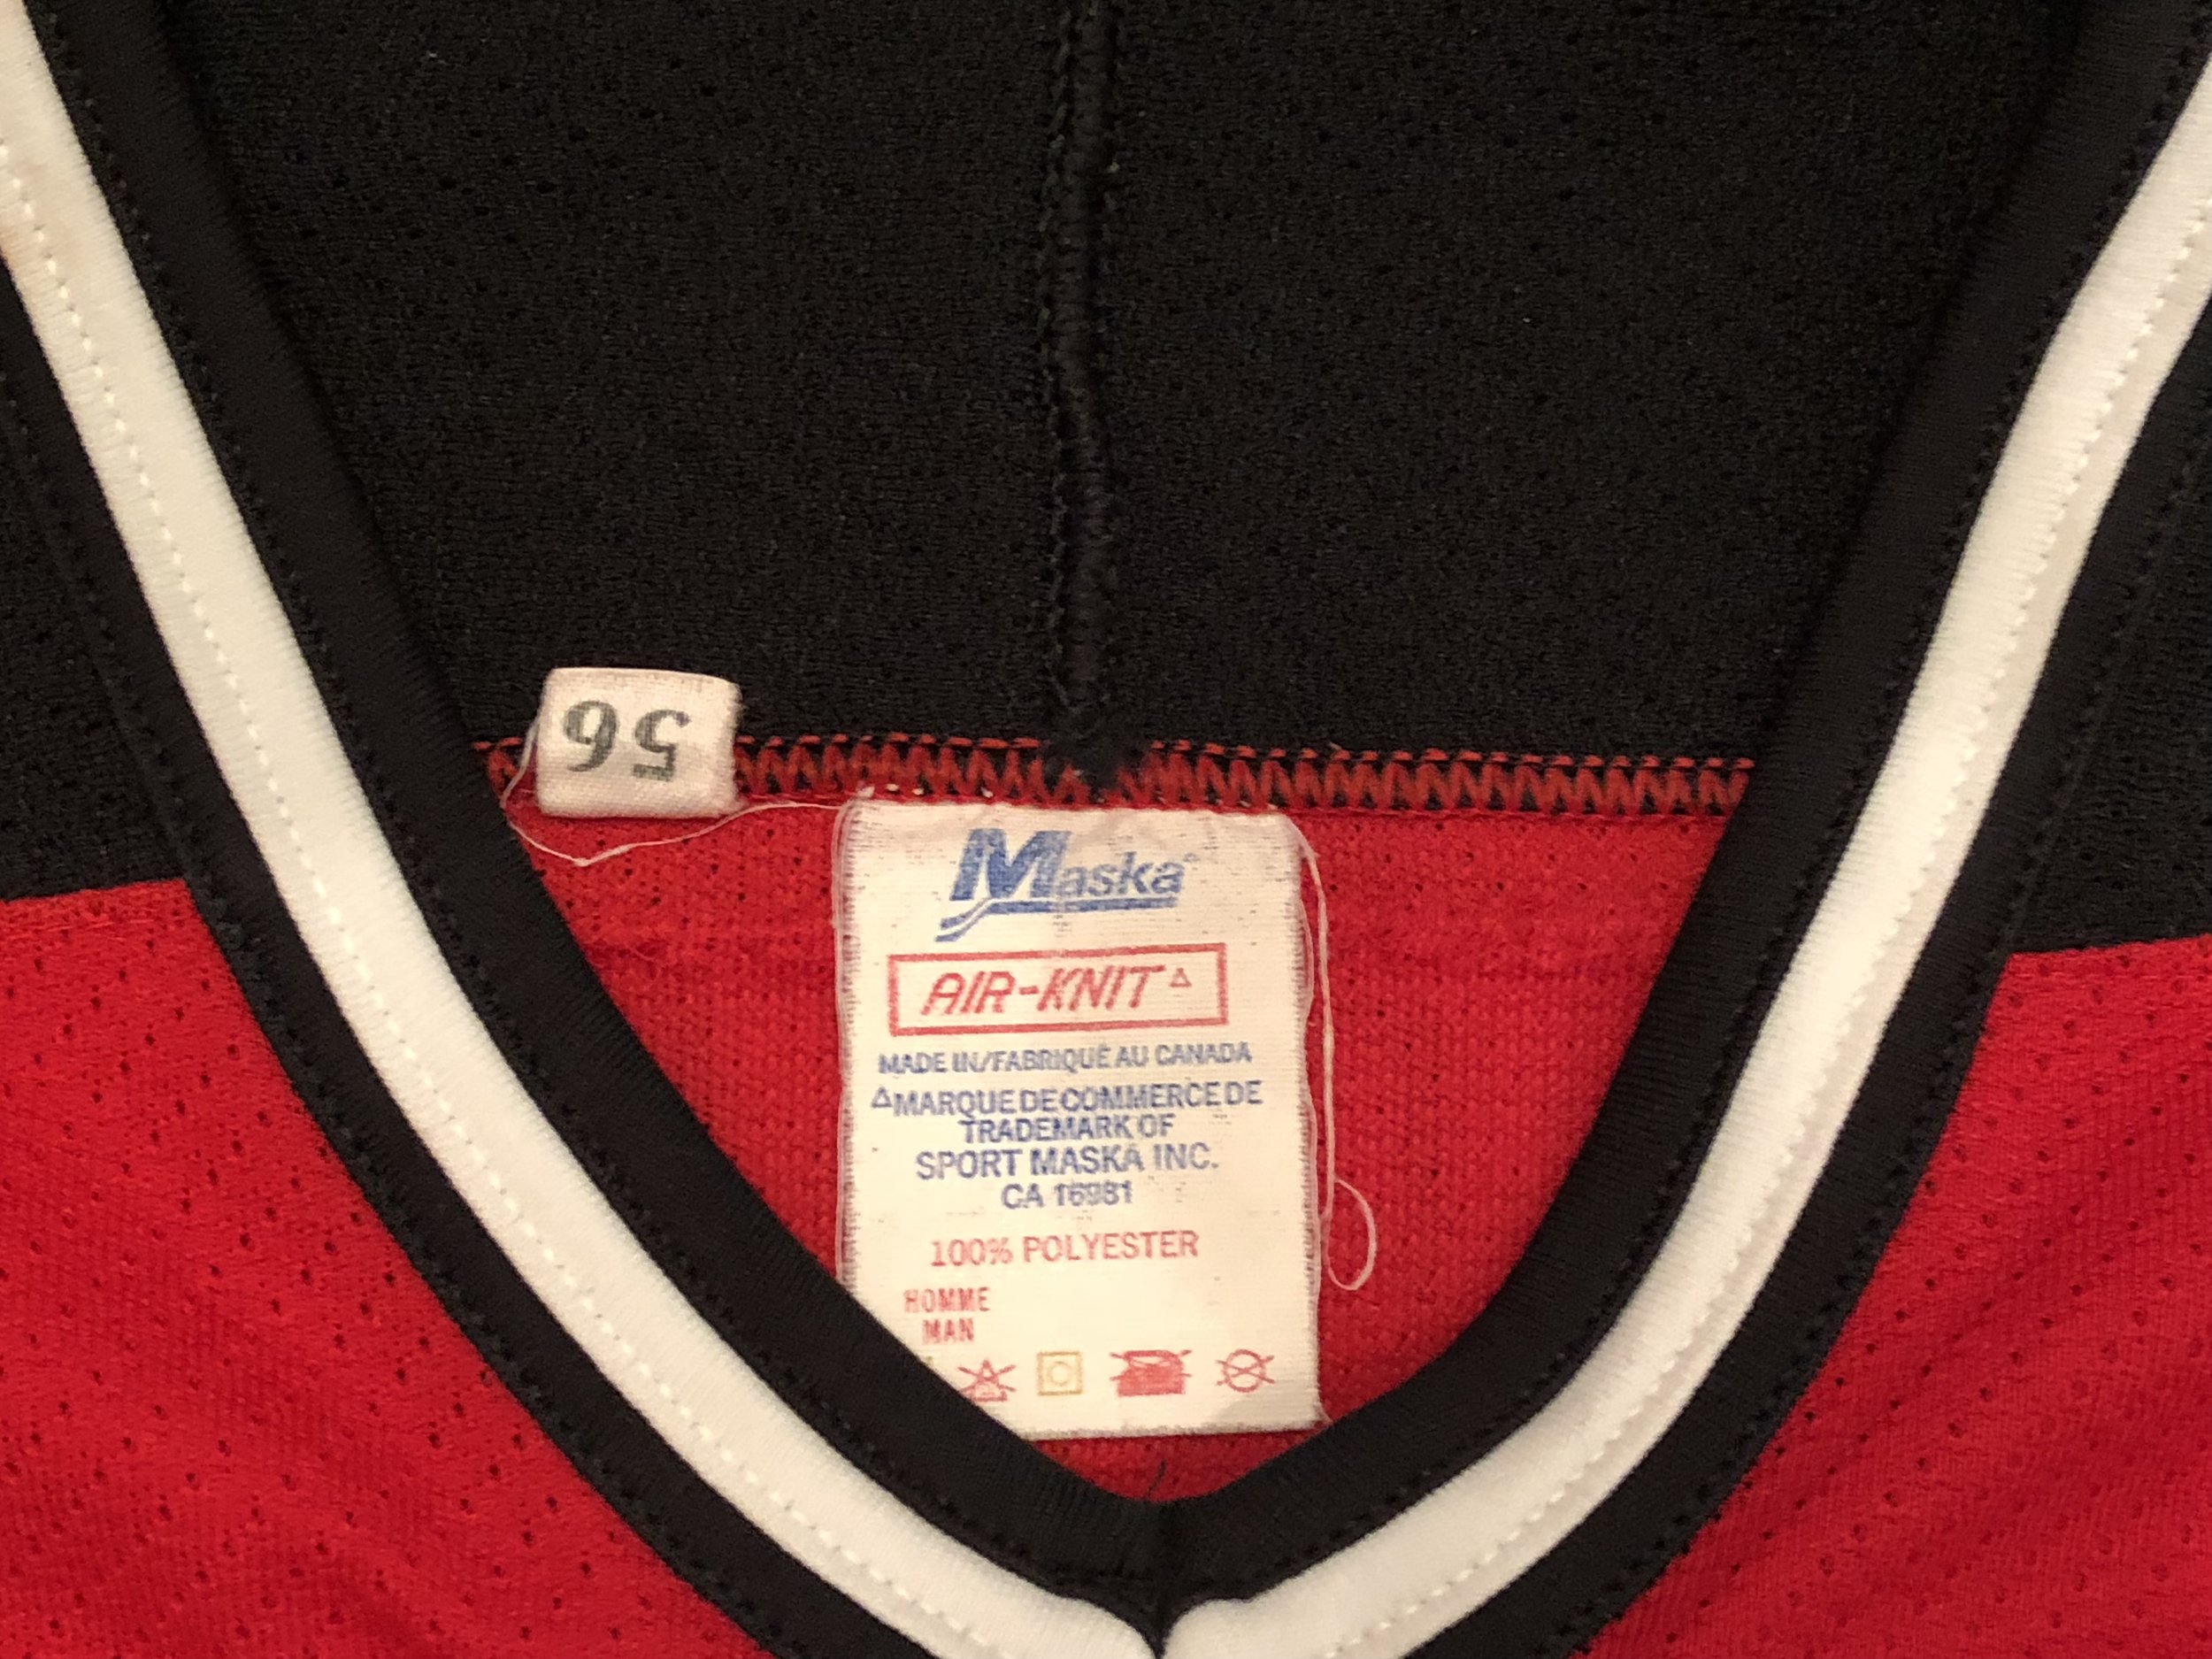 56
Maska
AIR-KNIT△
MADE IN/FABRIQUÉ AU CANADA
△MARQUE DE COMMERCE DE
TRADEMARK OF
SPORT MASKA INC.
CA 16981
100% POLYESTER
HOMME
MAN